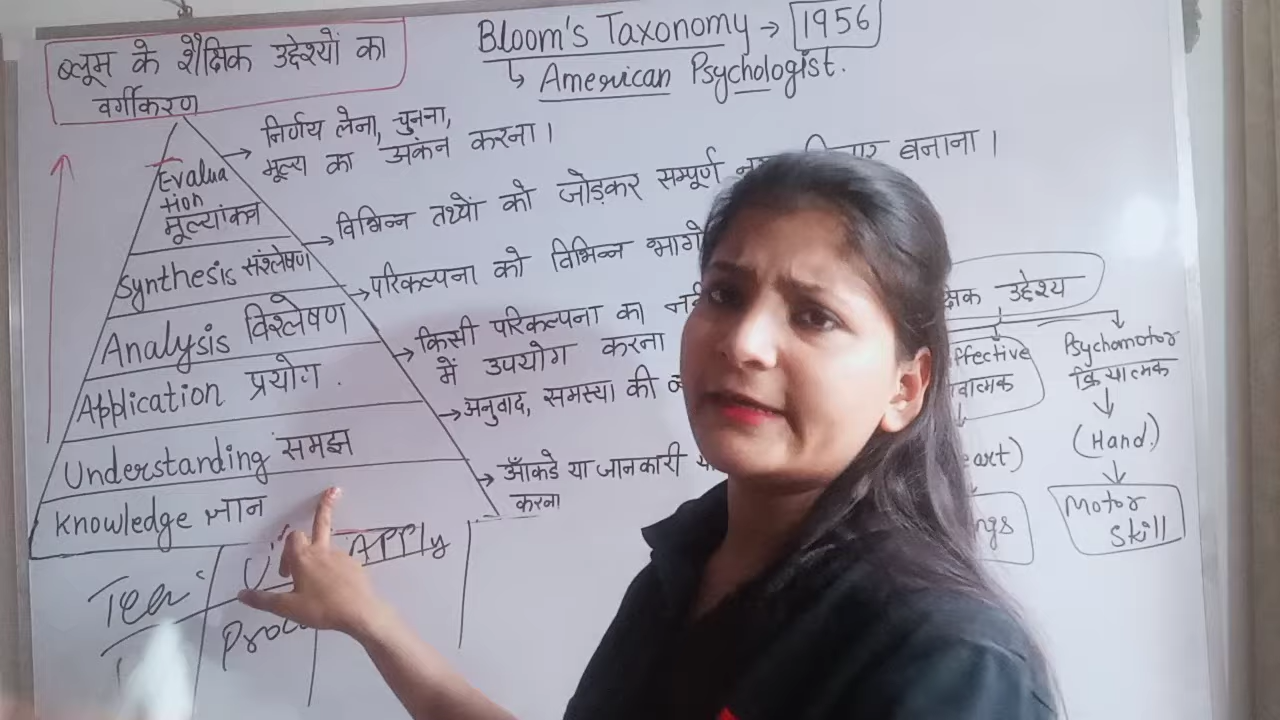 ब्लूम के शैक्षिक उद्देश्यों का
वर्गीकरण
Bloom's Taxonomy → 1956
↳ American Psychologist.
Evalua
tion
मूल्यांकन
→ निर्णय लेना, चुनना,
मूल्य का अंकन करना।
Synthesis संश्लेषण
→ विभिन्न तथ्यों को जोड़कर सम्पूर्ण बनाना।
Analysis विश्लेषण
→ परिकल्पना को विभिन्न भागों
Application प्रयोग.
→ किसी परिकल्पना का
में उपयोग करना
Understanding समझ
→ अनुवाद, समस्या की
Knowledge ज्ञान
→ आँकडे या जानकारी
करना
उद्देश्य
Psychomotor
क्रियात्मक
(Hand)
Motor
Skill
APPly